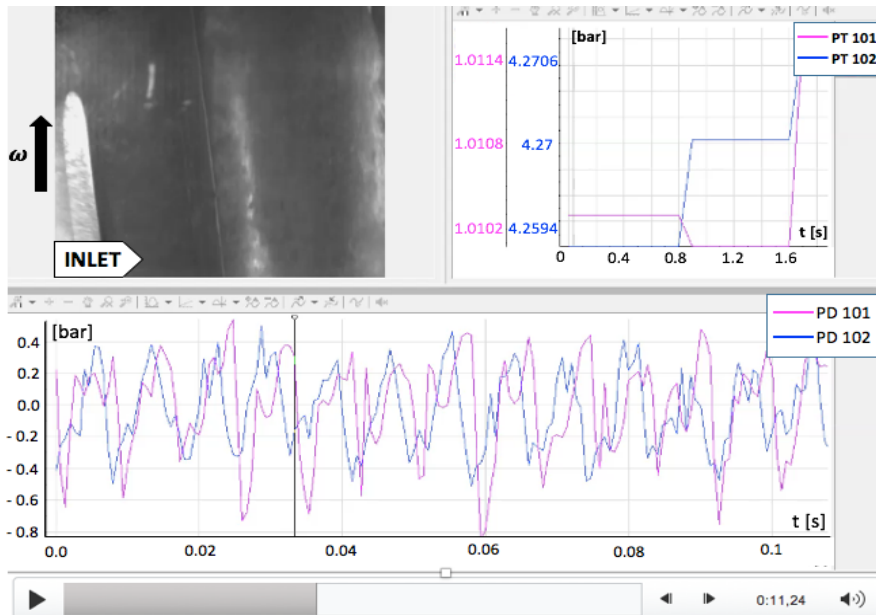 ω
INLET
[bar]
PT 101
PT 102
1.0114 4.2706
1.0108 4.27
1.0102 4.2594
t [s]
0 0.4 0.8 1.2 1.6
[bar]
PD 101
PD 102
0.4
0.2
0.0
- 0.2
- 0.4
- 0.6
- 0.8
t [s]
0.0 0.02 0.04 0.06 0.08 0.1
0:11,24